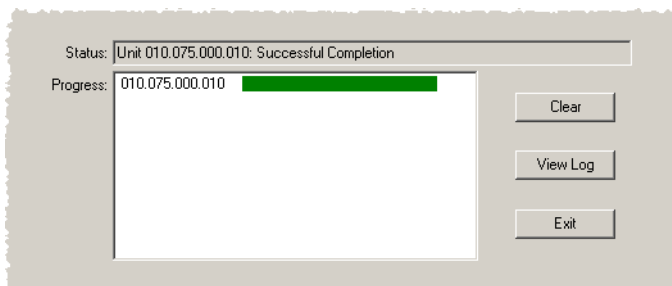 Status: Unit 010.075.000.010: Successful Completion
Progress: 010.075.000.010
Clear
View Log
Exit